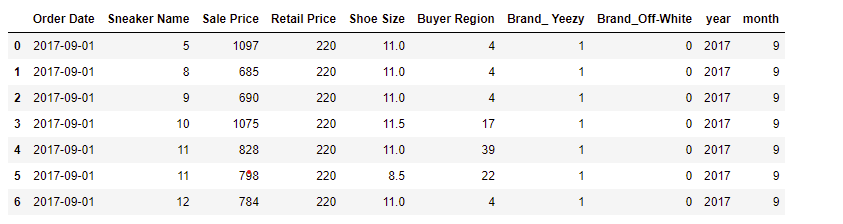 Order Date Sneaker Name Sale Price Retail Price Shoe Size Buyer Region Brand_ Yeezy Brand_Off-White year month
0 2017-09-01 5 1097 220 11.0 4 1 0 2017 9
1 2017-09-01 8 685 220 11.0 4 1 0 2017 9
2 2017-09-01 9 690 220 11.0 4 1 0 2017 9
3 2017-09-01 10 1075 220 11.5 17 1 0 2017 9
4 2017-09-01 11 828 220 11.0 39 1 0 2017 9
5 2017-09-01 11 798 220 8.5 22 1 0 2017 9
6 2017-09-01 12 784 220 11.0 4 1 0 2017 9